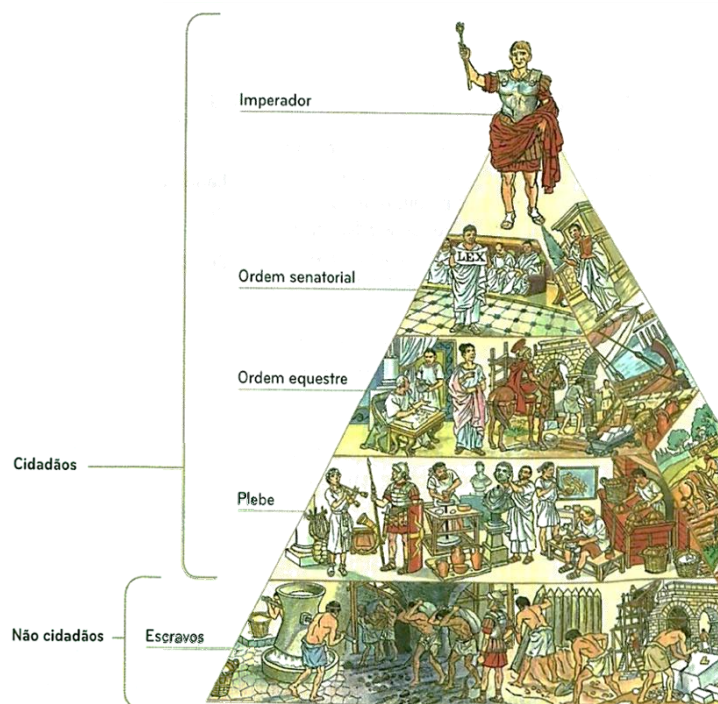 Imperador
LEX
Ordem senatorial
Ordem equestre
Cidadãos
Plebe
Não cidadãos
Escravos